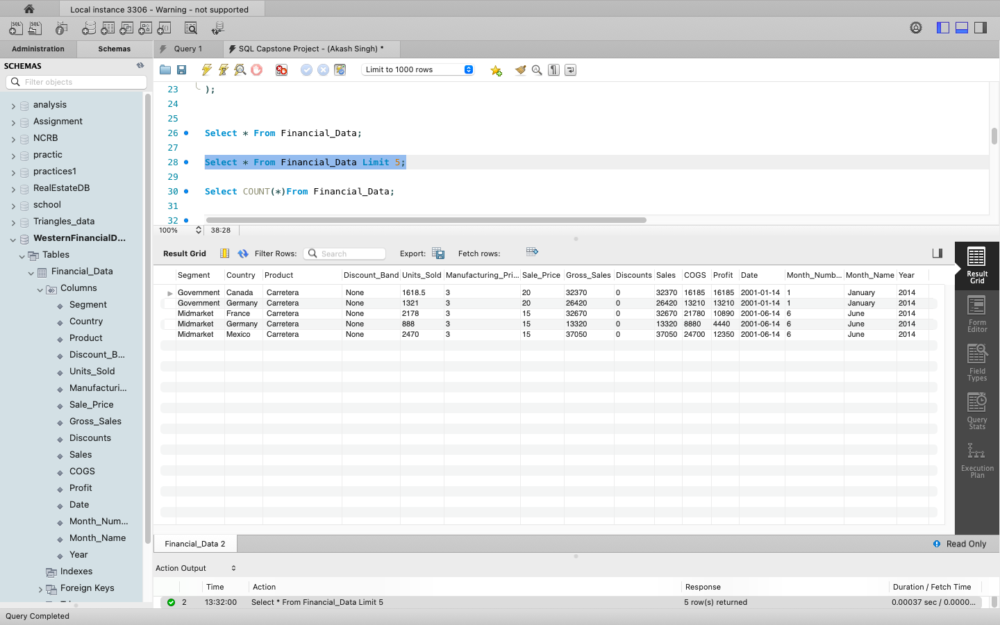 Local instance 3306 - Warning - not supported
Administration
Schemas
Query 1
SQL Capstone Project - (Akash Singh) *
SCHEMAS
Filter objects
analysis
Assignment
NCRB
practic
practices1
RealEstateDB
school
Triangles_data
WesternFinancialD...
Tables
Financial_Data
Columns
Segment
Country
Product
Discount_B...
Units_Sold
Manufacturi...
Sale_Price
Gross_Sales
Discounts
Sales
COGS
Profit
Date
Month_Num...
Month_Name
Year
Indexes
Foreign Keys
Limit to 1000 rows
23 );
24
25
26 Select * From Financial_Data;
27
28 Select * From Financial_Data Limit 5;
29
30 Select COUNT(*)From Financial_Data;
31
32
100% 38:28
Result Grid Filter Rows: Search Export: Fetch rows:
Segment Country Product Discount_Band Units_Sold Manufacturing_Pri... Sale_Price Gross_Sales Discounts Sales COGS Profit Date Month_Numb... Month_Name Year
Government Canada Carretera None 1618.5 3 20 32370 0 32370 16185 16185 2001-01-14 1 January 2014
Government Germany Carretera None 1321 3 20 26420 0 26420 13210 13210 2001-01-14 1 January 2014
Midmarket France Carretera None 2178 3 15 32670 0 32670 21780 10890 2001-06-14 6 June 2014
Midmarket Germany Carretera None 888 3 15 13320 0 13320 8880 4440 2001-06-14 6 June 2014
Midmarket Mexico Carretera None 2470 3 15 37050 0 37050 24700 12350 2001-06-14 6 June 2014
Result
Grid
Form
Editor
Field
Types
Query
Stats
Execution
Plan
Financial_Data 2
Read Only
Action Output
Time Action Response Duration / Fetch Time
2 13:32:00 Select * From Financial_Data Limit 5 5 row(s) returned 0.00037 sec / 0.0000...
Query Completed